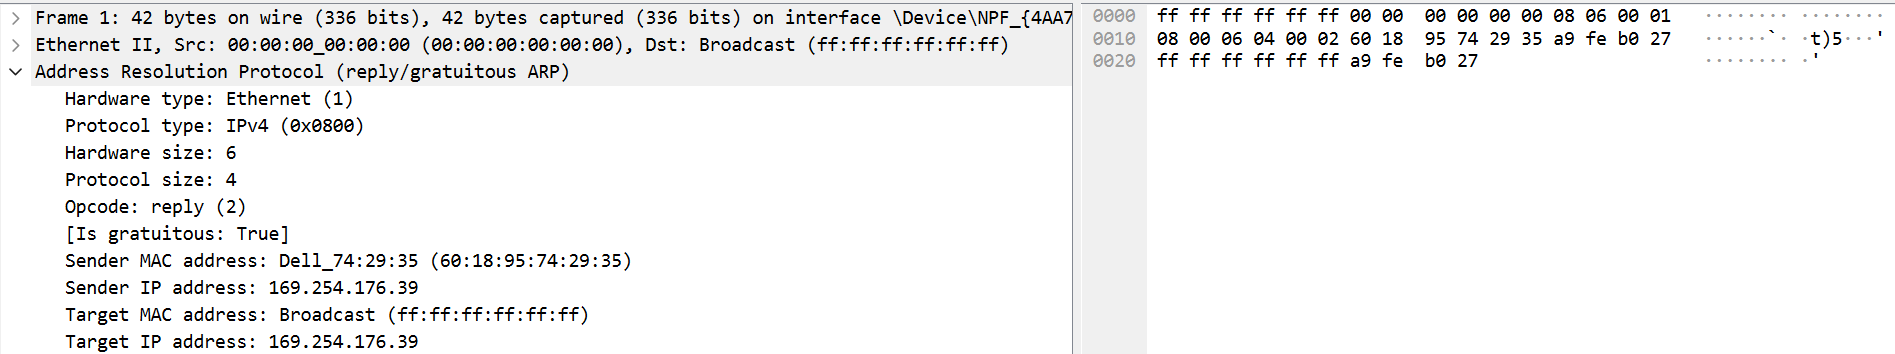 Frame 1: 42 bytes on wire (336 bits), 42 bytes captured (336 bits) on interface \Device\NPF_{4AA7
Ethernet II, Src: 00:00:00_00:00:00 (00:00:00:00:00:00), Dst: Broadcast (ff:ff:ff:ff:ff:ff)
Address Resolution Protocol (reply/gratuitous ARP)
Hardware type: Ethernet (1)
Protocol type: IPv4 (0x0800)
Hardware size: 6
Protocol size: 4
Opcode: reply (2)
[Is gratuitous: True]
Sender MAC address: Dell_74:29:35 (60:18:95:74:29:35)
Sender IP address: 169.254.176.39
Target MAC address: Broadcast (ff:ff:ff:ff:ff:ff)
Target IP address: 169.254.176.39
0000 ff ff ff ff ff ff 00 00 00 00 00 00 08 06 00 01 ········ ········
0010 08 00 06 04 00 02 60 18 95 74 29 35 a9 fe b0 27 ······`· ·t)5···'
0020 ff ff ff ff ff ff a9 fe b0 27 ········ ·'